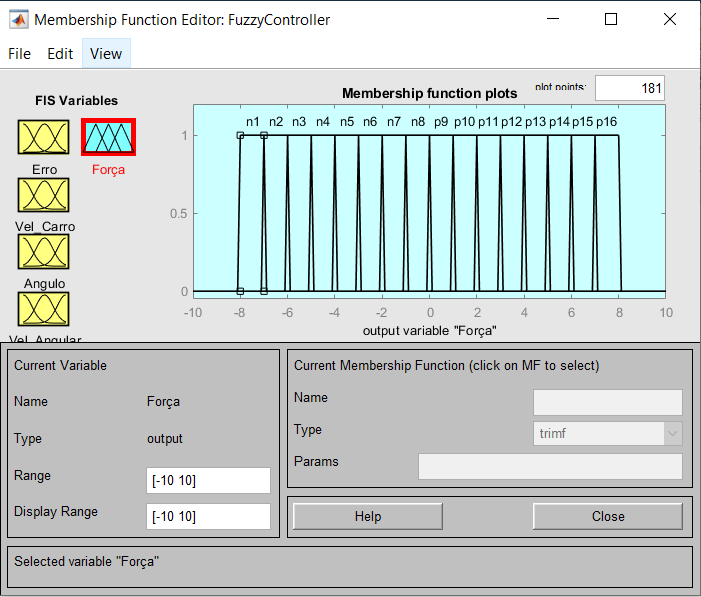 Membership Function Editor: FuzzyController
File Edit View
FIS Variables
Erro
Força
Vel_Carro
Angulo
Vel_Angular
Membership function plots
plot points:
181
n1 n2 n3 n4 n5 n6 n7 n8 p9 p10 p11 p12 p13 p14 p15 p16
1
0.5
0
-10 -8 -6 -4 -2 0 2 4 6 8 10
output variable "Força"
Current Variable
Name Força
Type output
Range [-10 10]
Display Range [-10 10]
Current Membership Function (click on MF to select)
Name
Type trimf
Params
Help Close
Selected variable "Força"